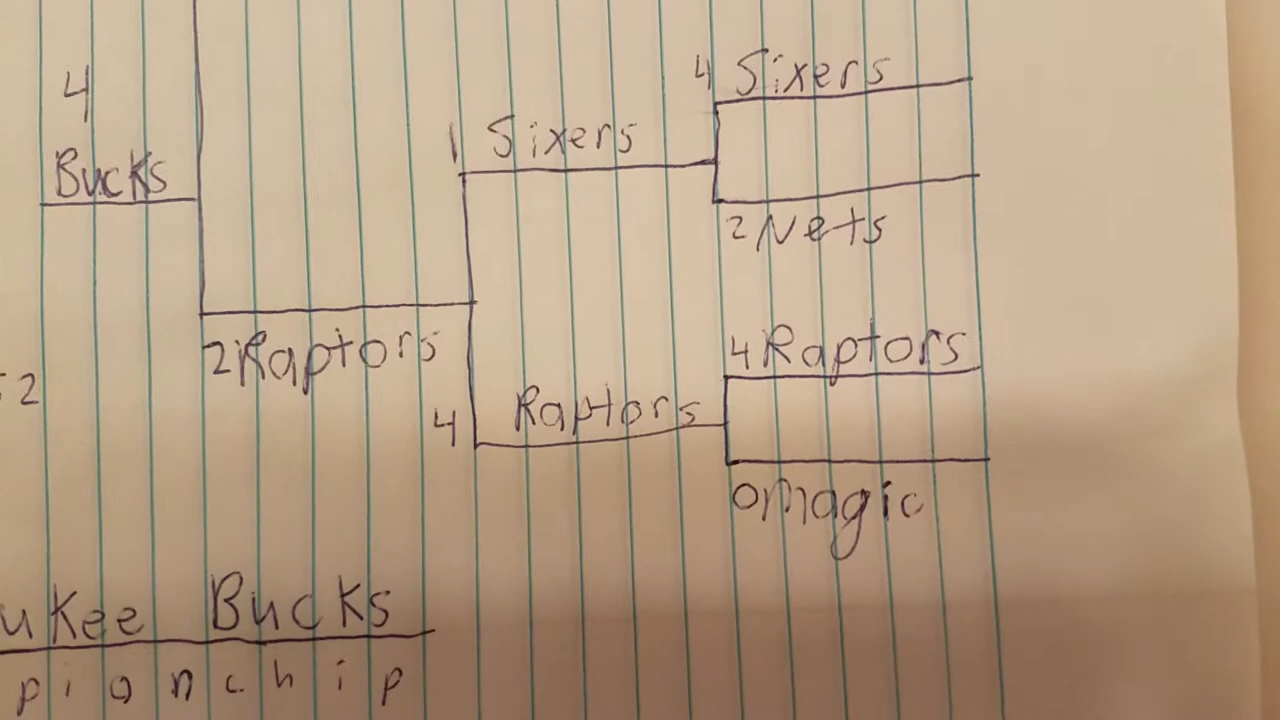 4 Sixers
4
1 Sixers
Bucks
2 Nets
4 Raptors
2 Raptors
2
4 Raptors
0 magic
ukee Bucks
pionchip